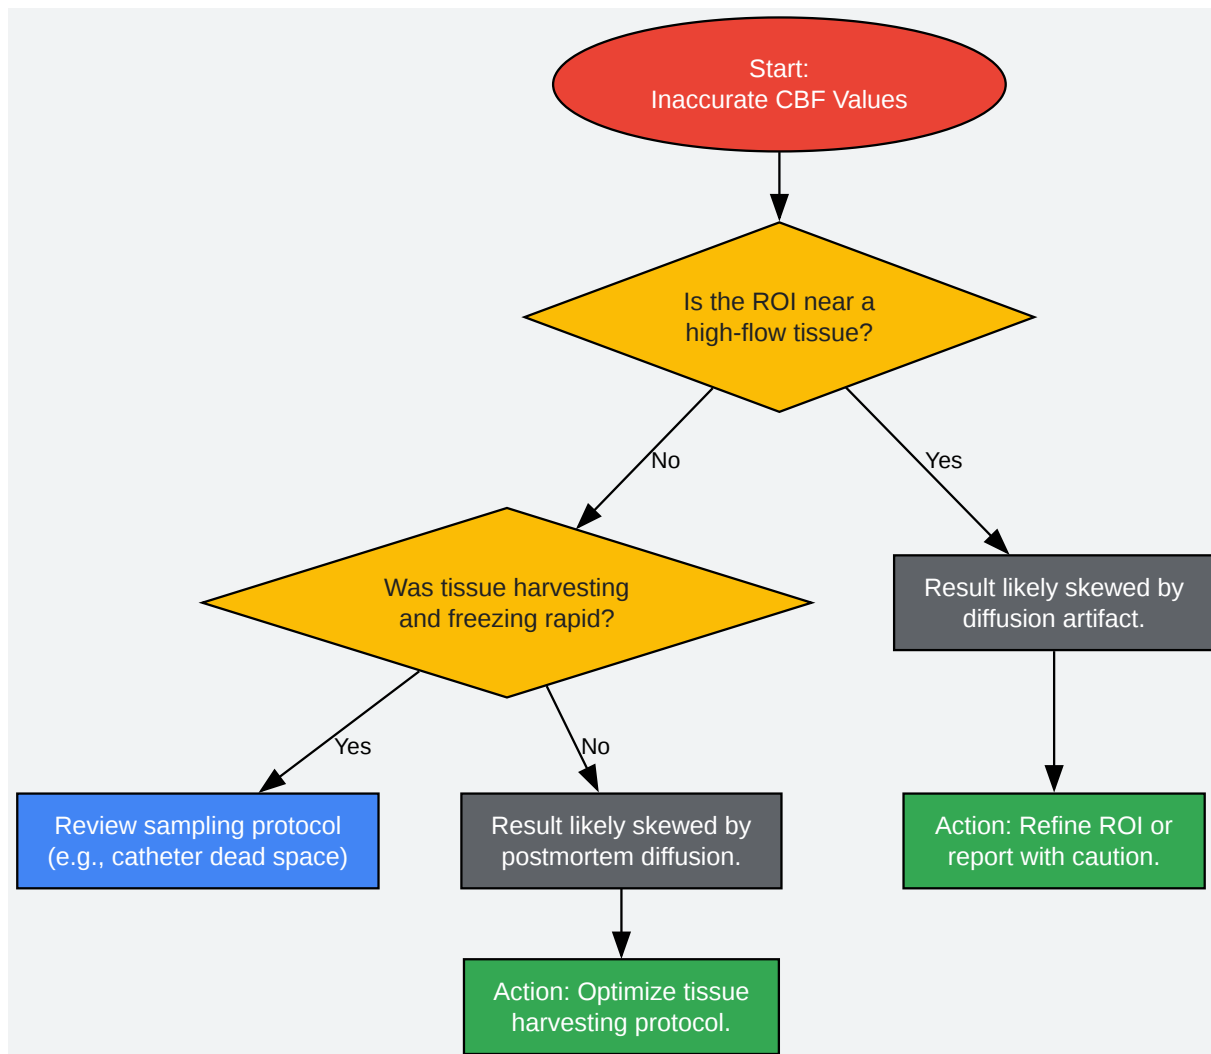 Start:
Inaccurate CBF Values
Is the ROI near a
high-flow tissue?
No
Yes
Was tissue harvesting
and freezing rapid?
Result likely skewed by
diffusion artifact.
Yes
No
Review sampling protocol
(e.g., catheter dead space)
Result likely skewed by
postmortem diffusion.
Action: Refine ROI or
report with caution.
Action: Optimize tissue
harvesting protocol.